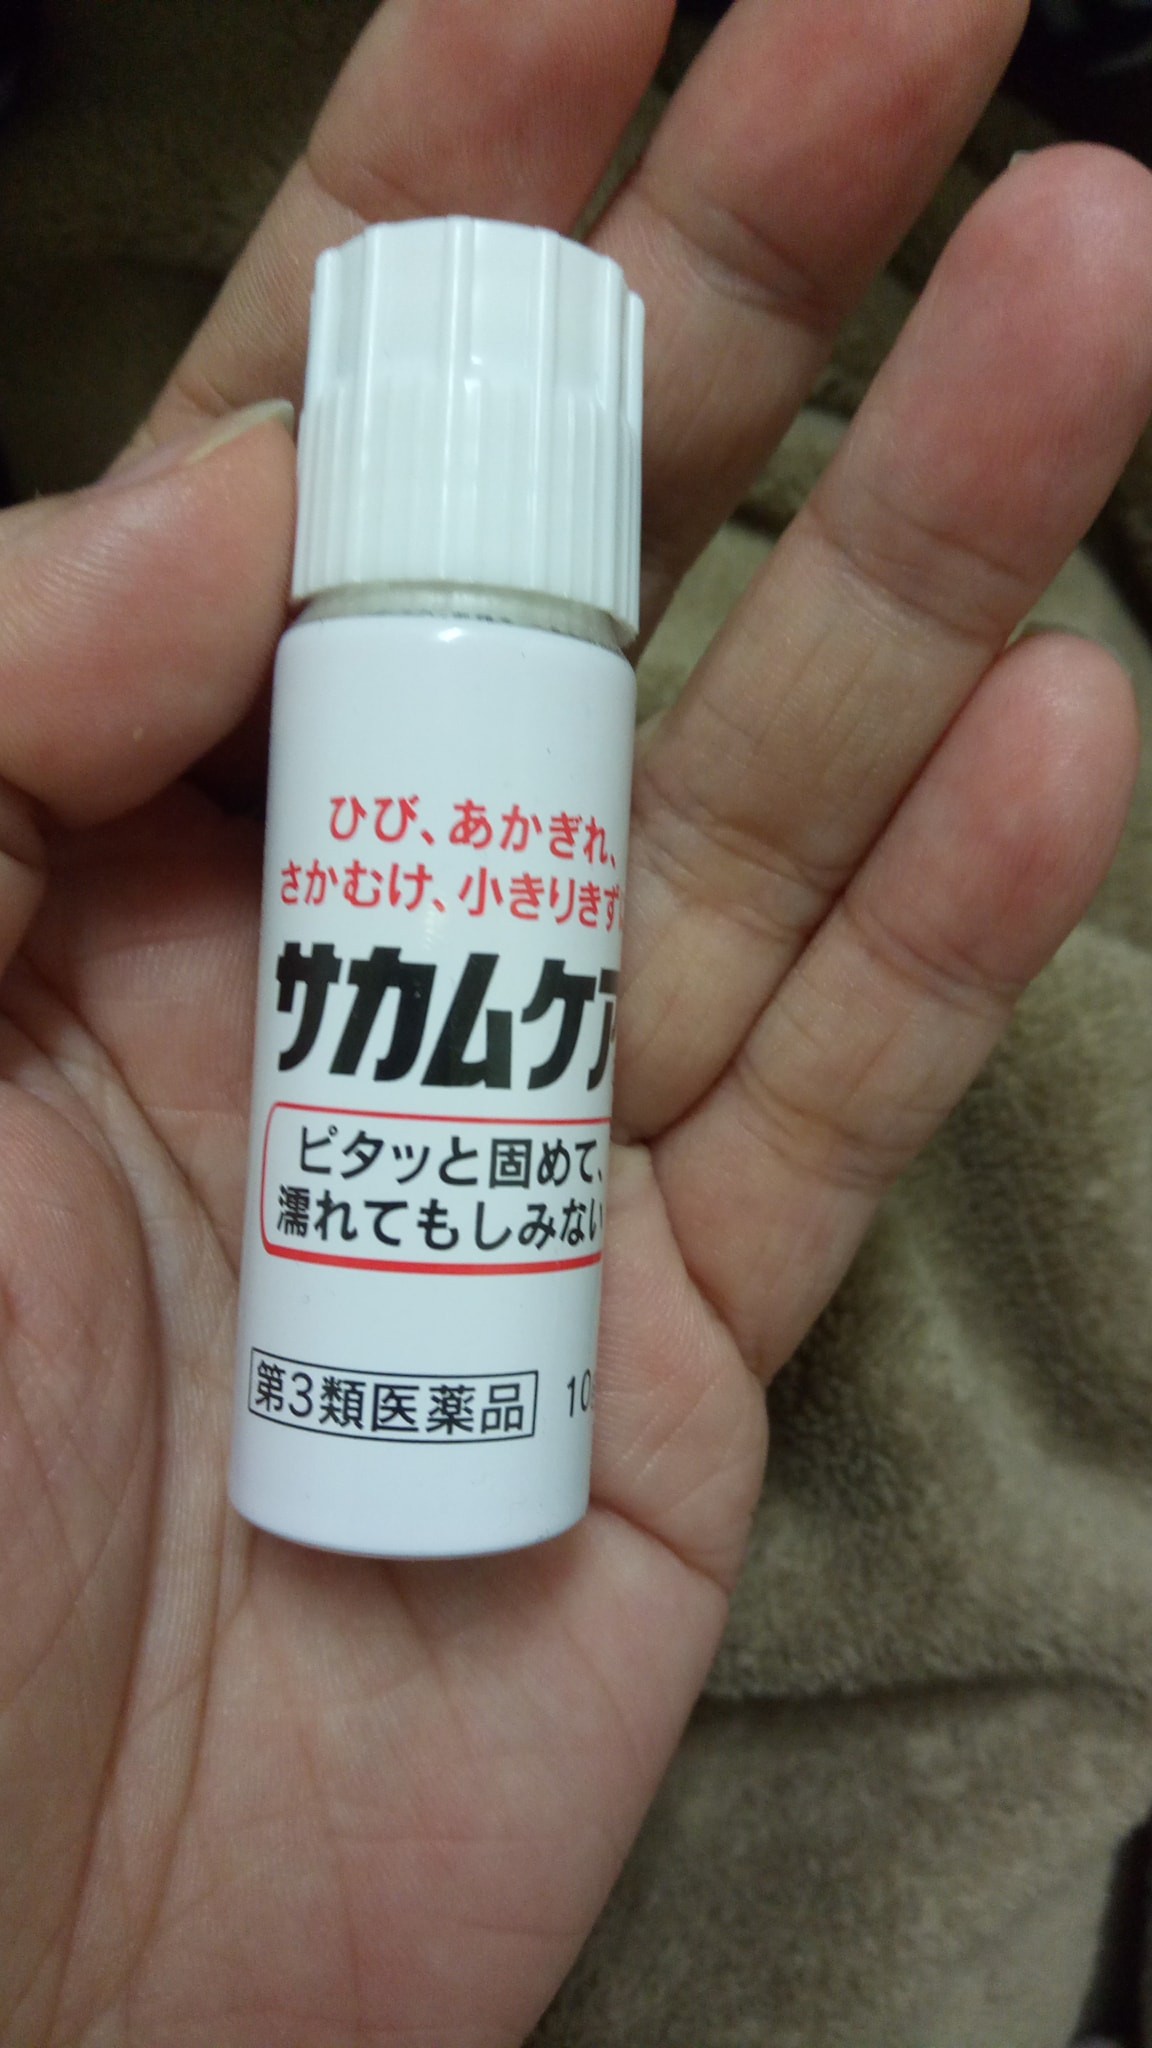 ひび、あかぎれ、
さかむけ、小きりきず
サカムケア
ピタッと固めて、
濡れてもしみない
第3類医薬品 10g